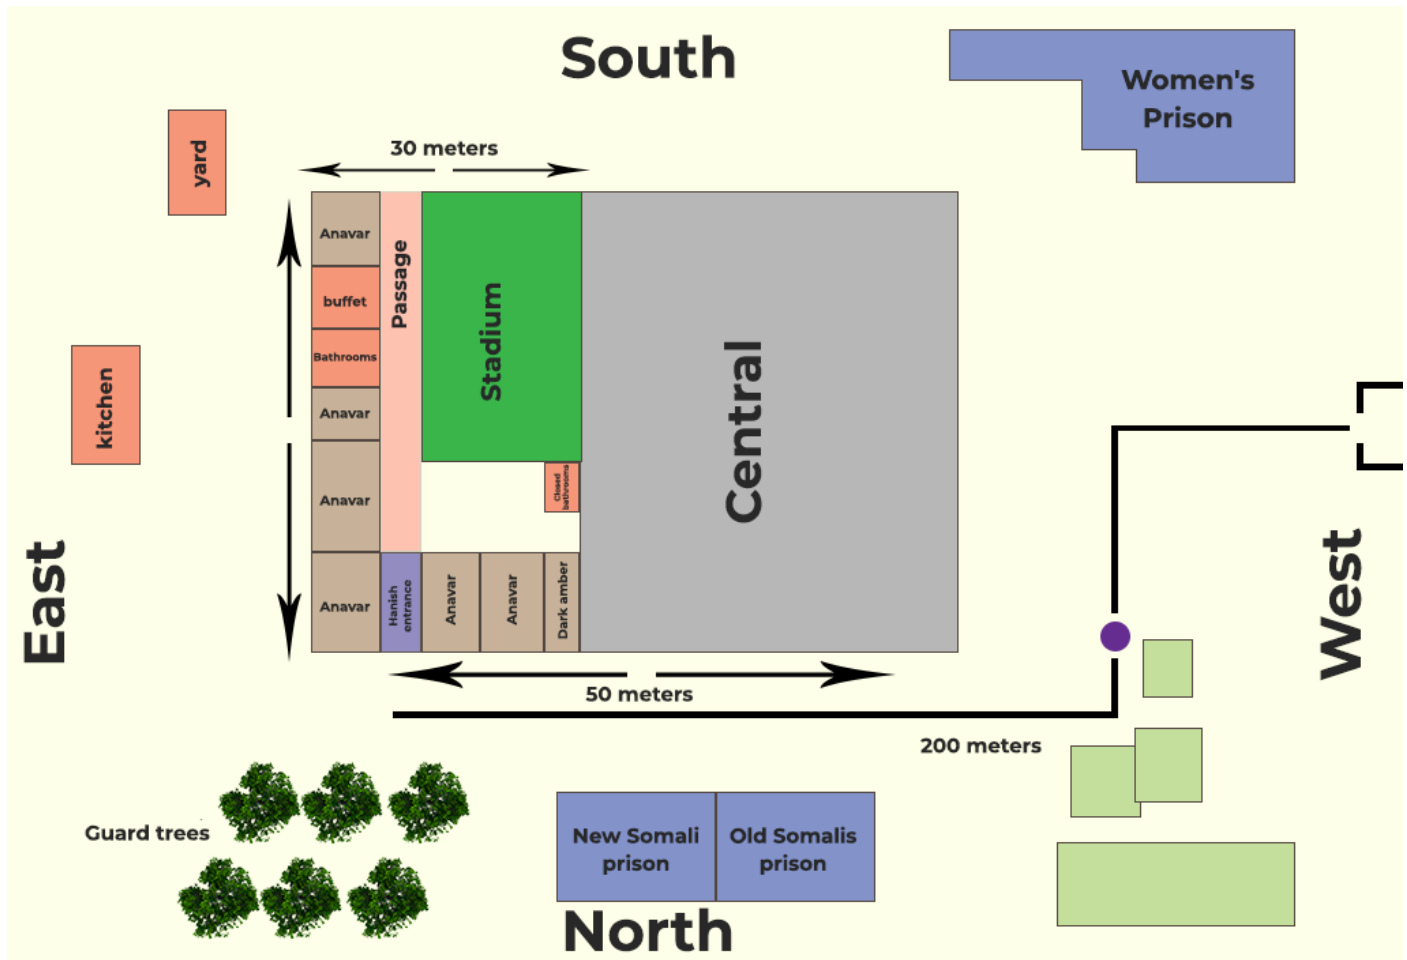 South
Women's
Prison
yard
30 meters
Anavar
Passage
Stadium
Central
buffet
Bathrooms
kitchen
Anavar
Anavar
Closed
bathrooms
East
West
Anavar
Hanish
entrance
Anavar
Anavar
Dark amber
50 meters
200 meters
Guard trees
New Somali
prison
Old Somalis
prison
North